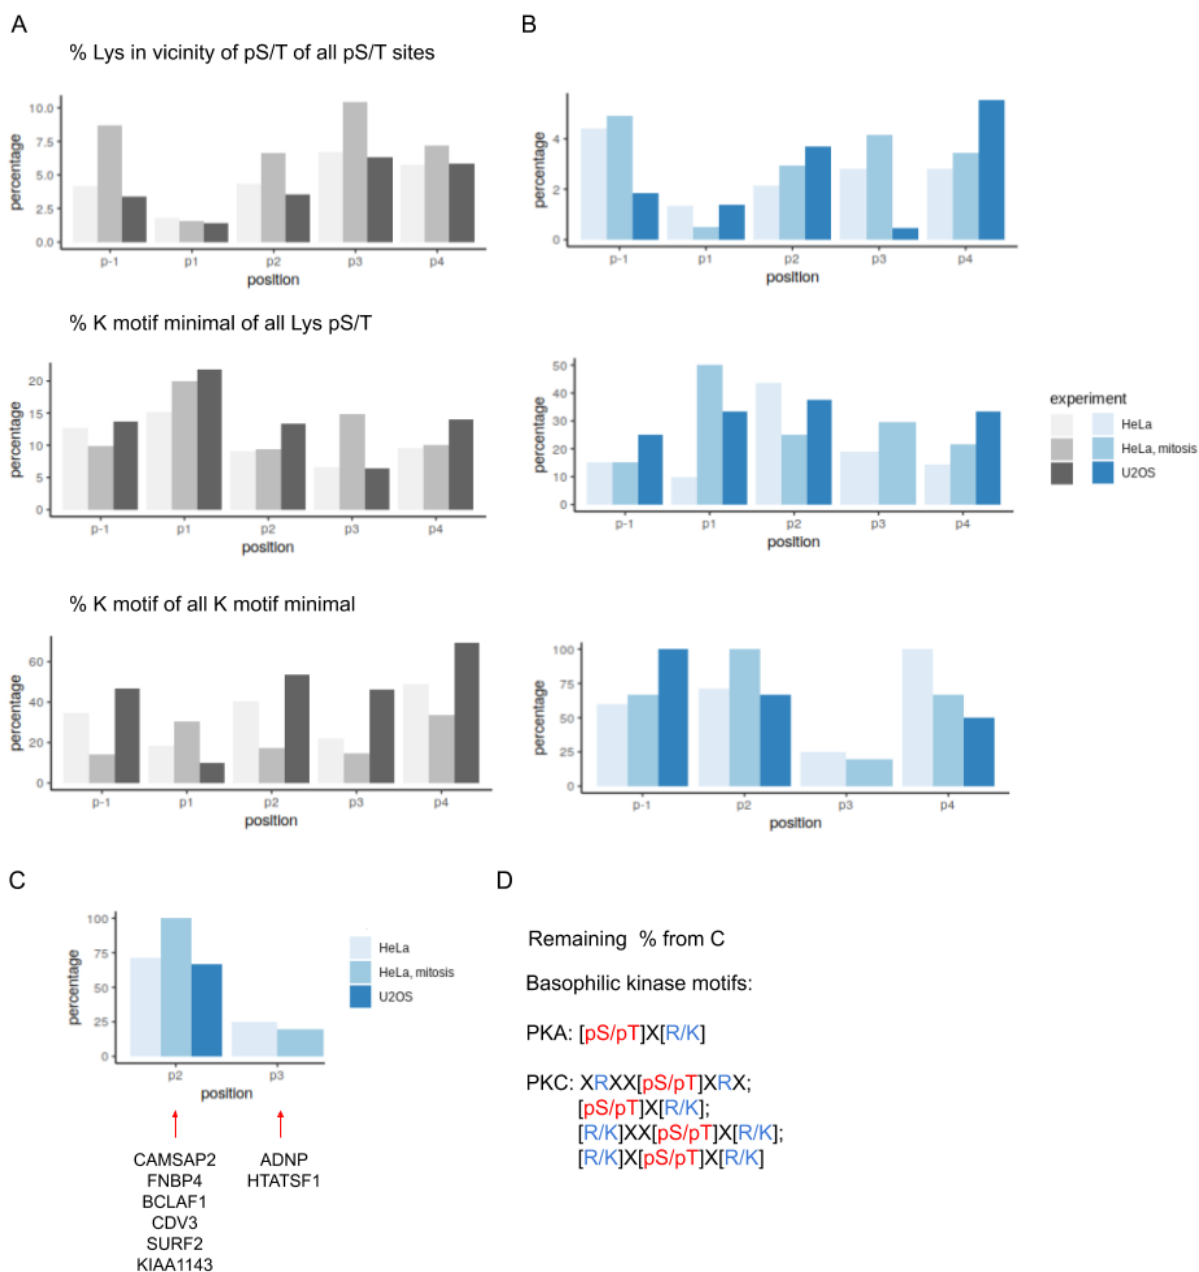 A
B
% Lys in vicinity of pS/T of all pS/T sites
percentage
10.0
7.5
5.0
2.5
0.0
p-1 p1 p2 p3 p4
position
percentage
4
2
0
p-1 p1 p2 p3 p4
position
% K motif minimal of all Lys pS/T
percentage
20
15
10
5
0
p-1 p1 p2 p3 p4
position
percentage
50
40
30
20
10
0
p-1 p1 p2 p3 p4
position
experiment
HeLa
HeLa, mitosis
U2OS
% K motif of all K motif minimal
percentage
60
40
20
0
p-1 p1 p2 p3 p4
position
percentage
100
75
50
25
0
p-1 p2 p3 p4
position
C
percentage
100
75
50
25
0
p2 p3
position
HeLa
HeLa, mitosis
U2OS
CAMSAP2
FNBP4
BCLAF1
CDV3
SURF2
KIAA1143
ADNP
HTATSF1
D
Remaining % from C
Basophilic kinase motifs:
PKA: [pS/pT]X[R/K]
PKC: XRXX[pS/pT]XRX;
[pS/pT]X[R/K];
[R/K]XX[pS/pT]X[R/K];
[R/K]X[pS/pT]X[R/K]